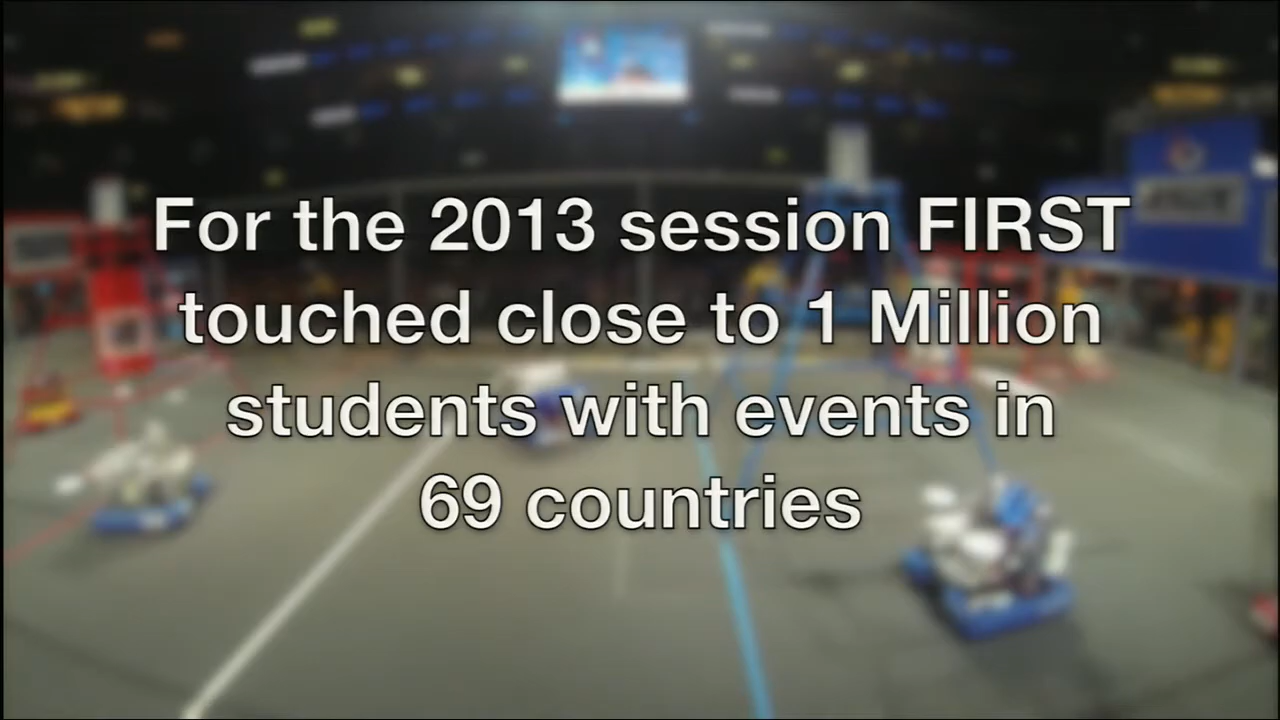 For the 2013 session FIRST
touched close to 1 Million
students with events in
69 countries